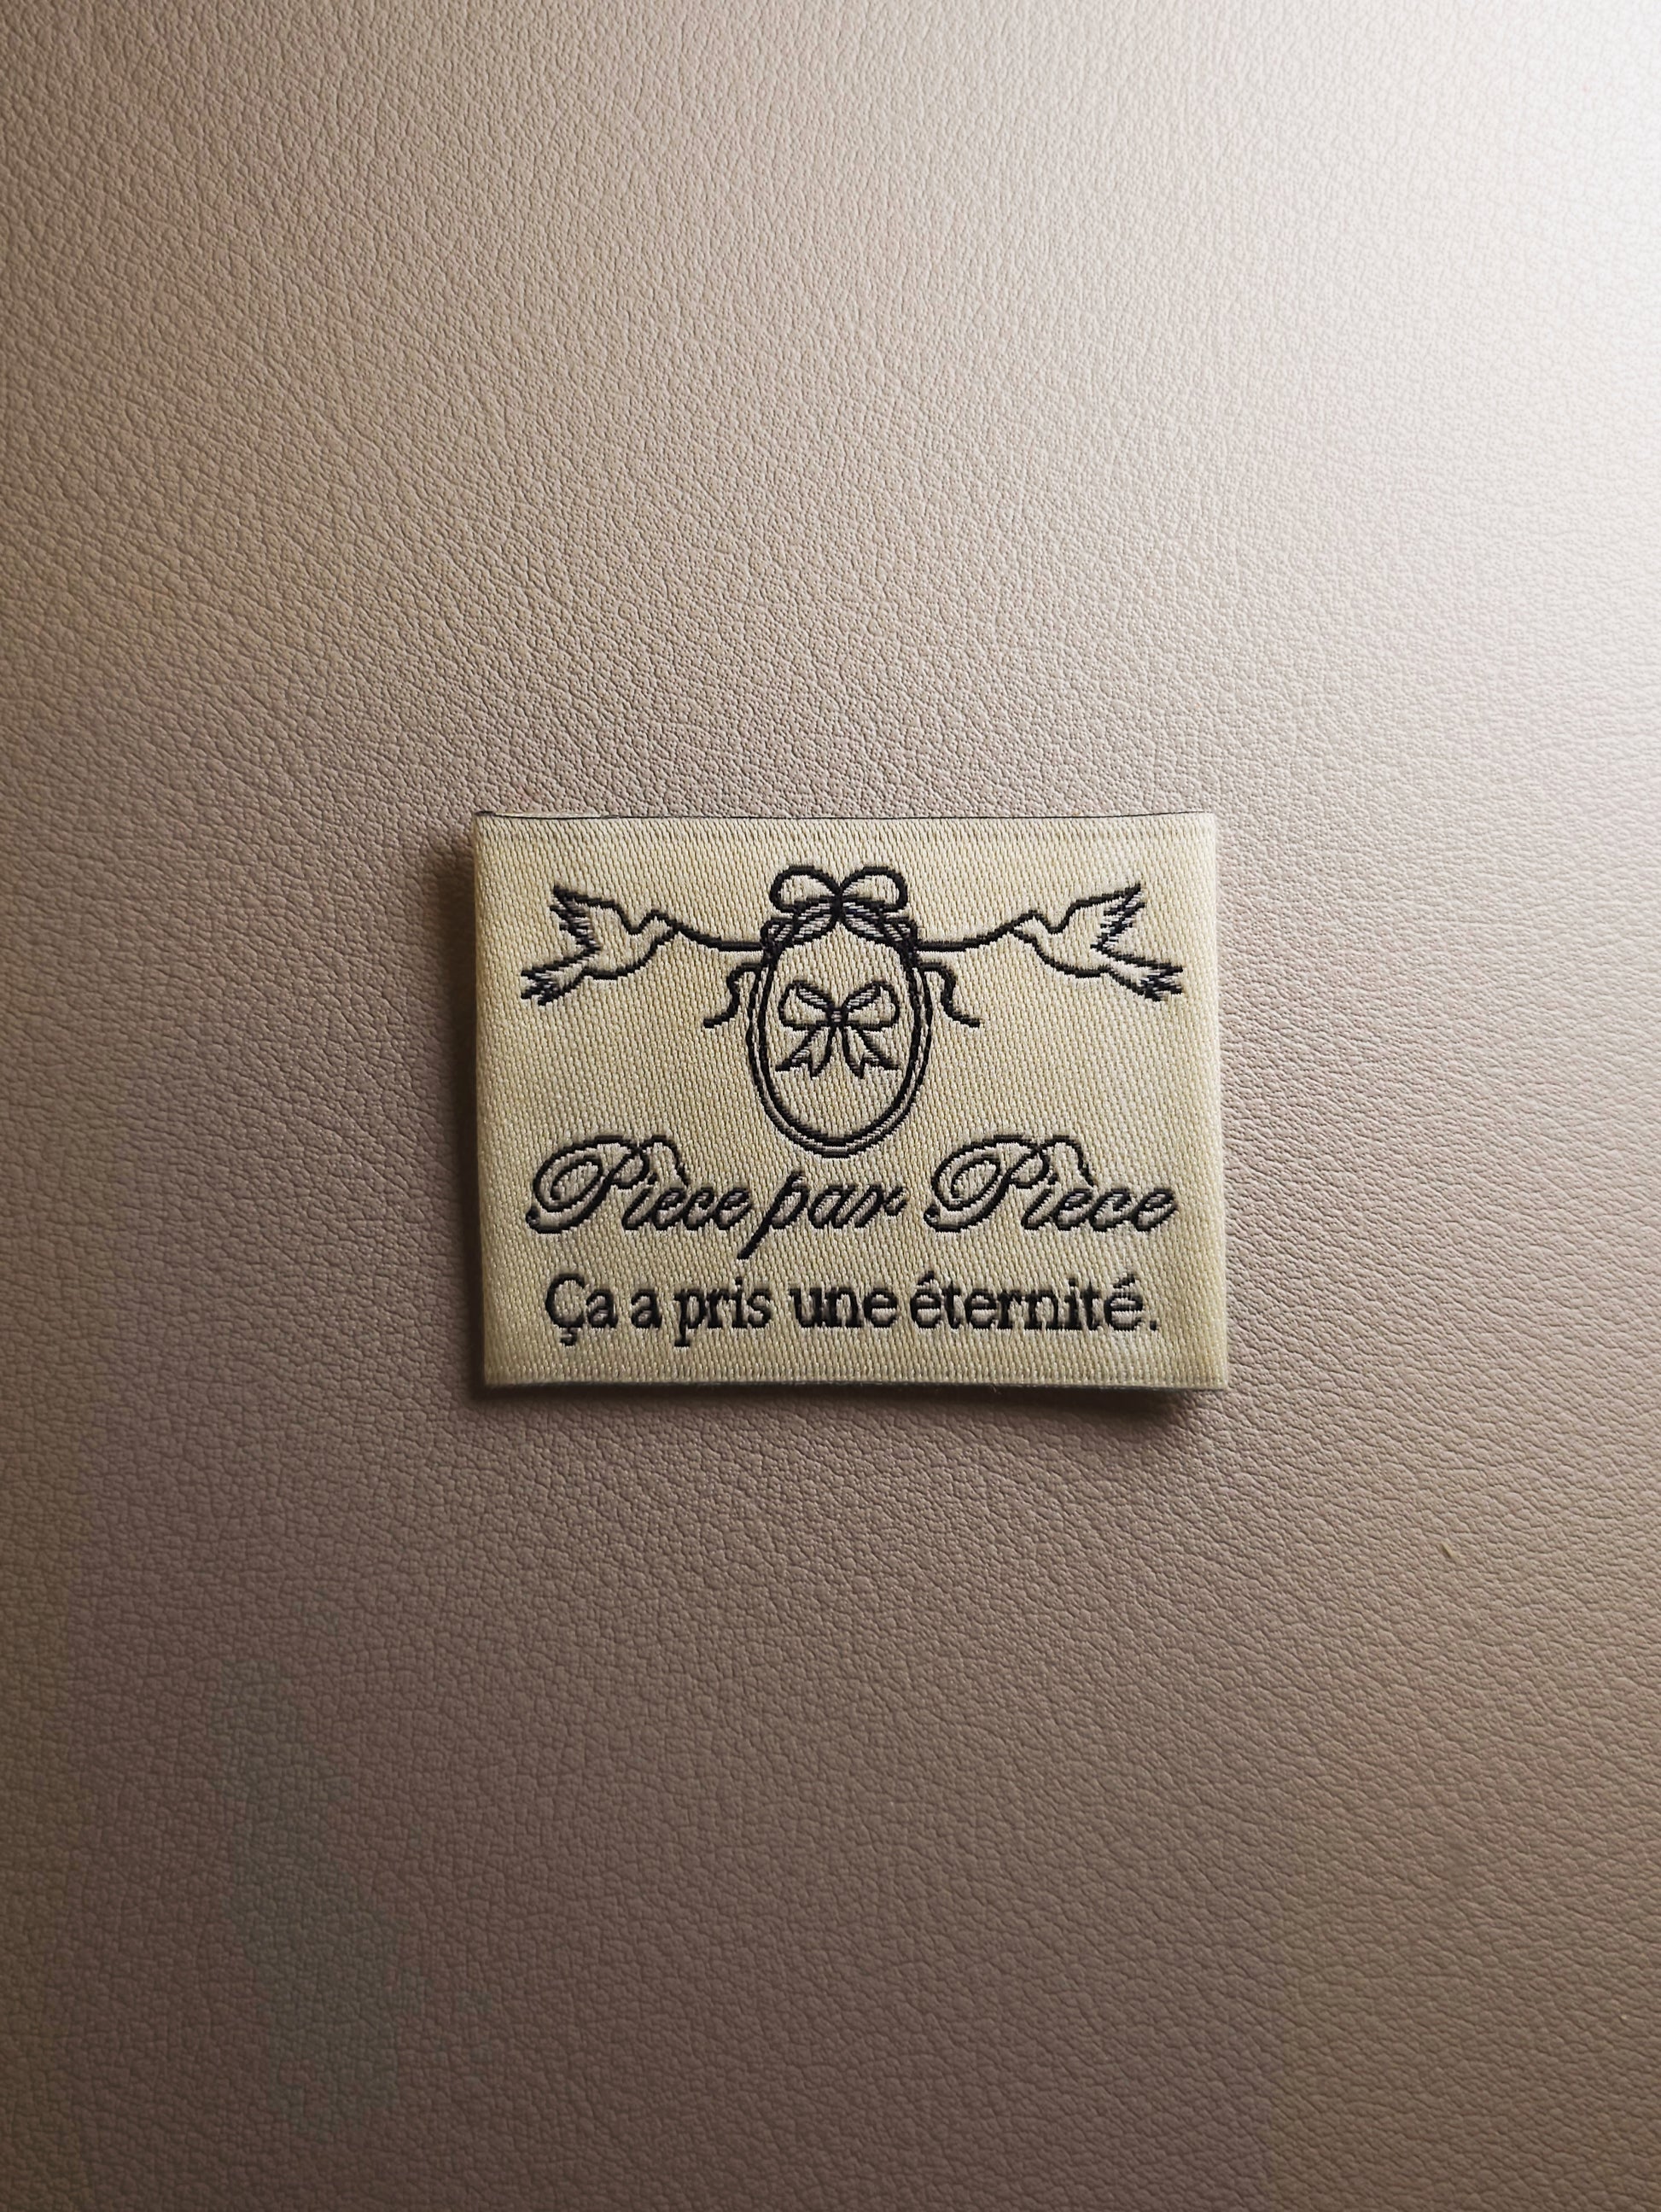 Pièce par Pièce
Ça a pris une éternité.